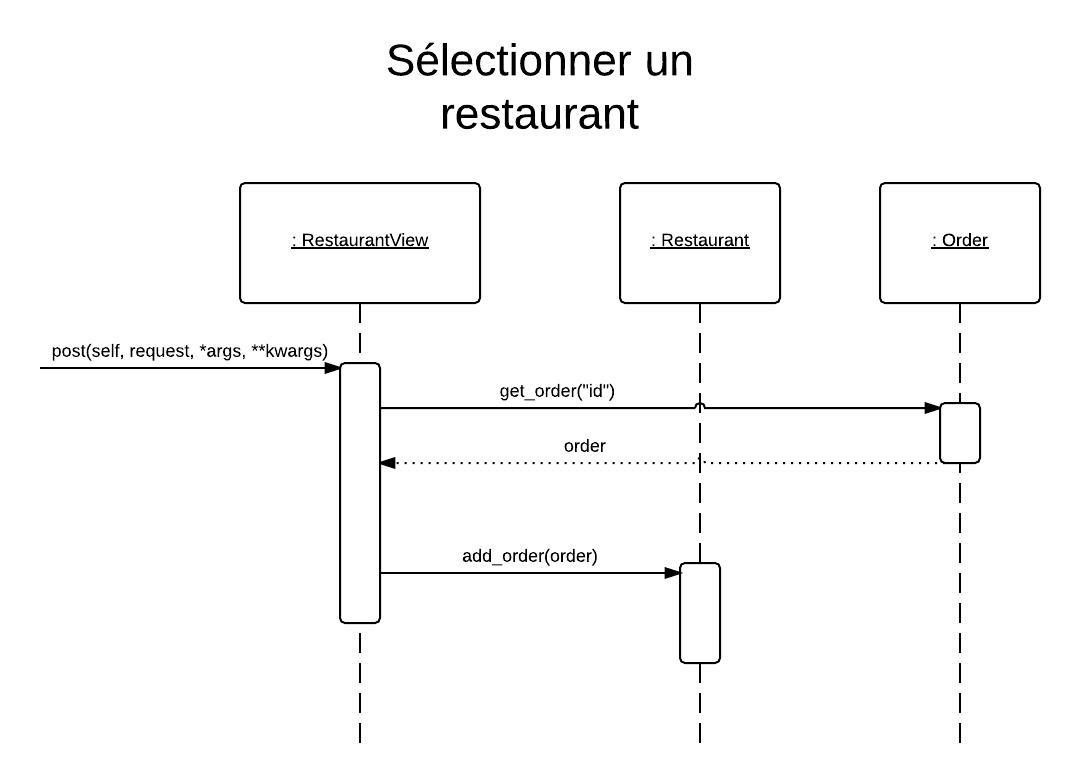 Sélectionner un
restaurant
: RestaurantView
: Restaurant
: Order
post(self, request, *args, **kwargs)
get_order("id")
order
add_order(order)